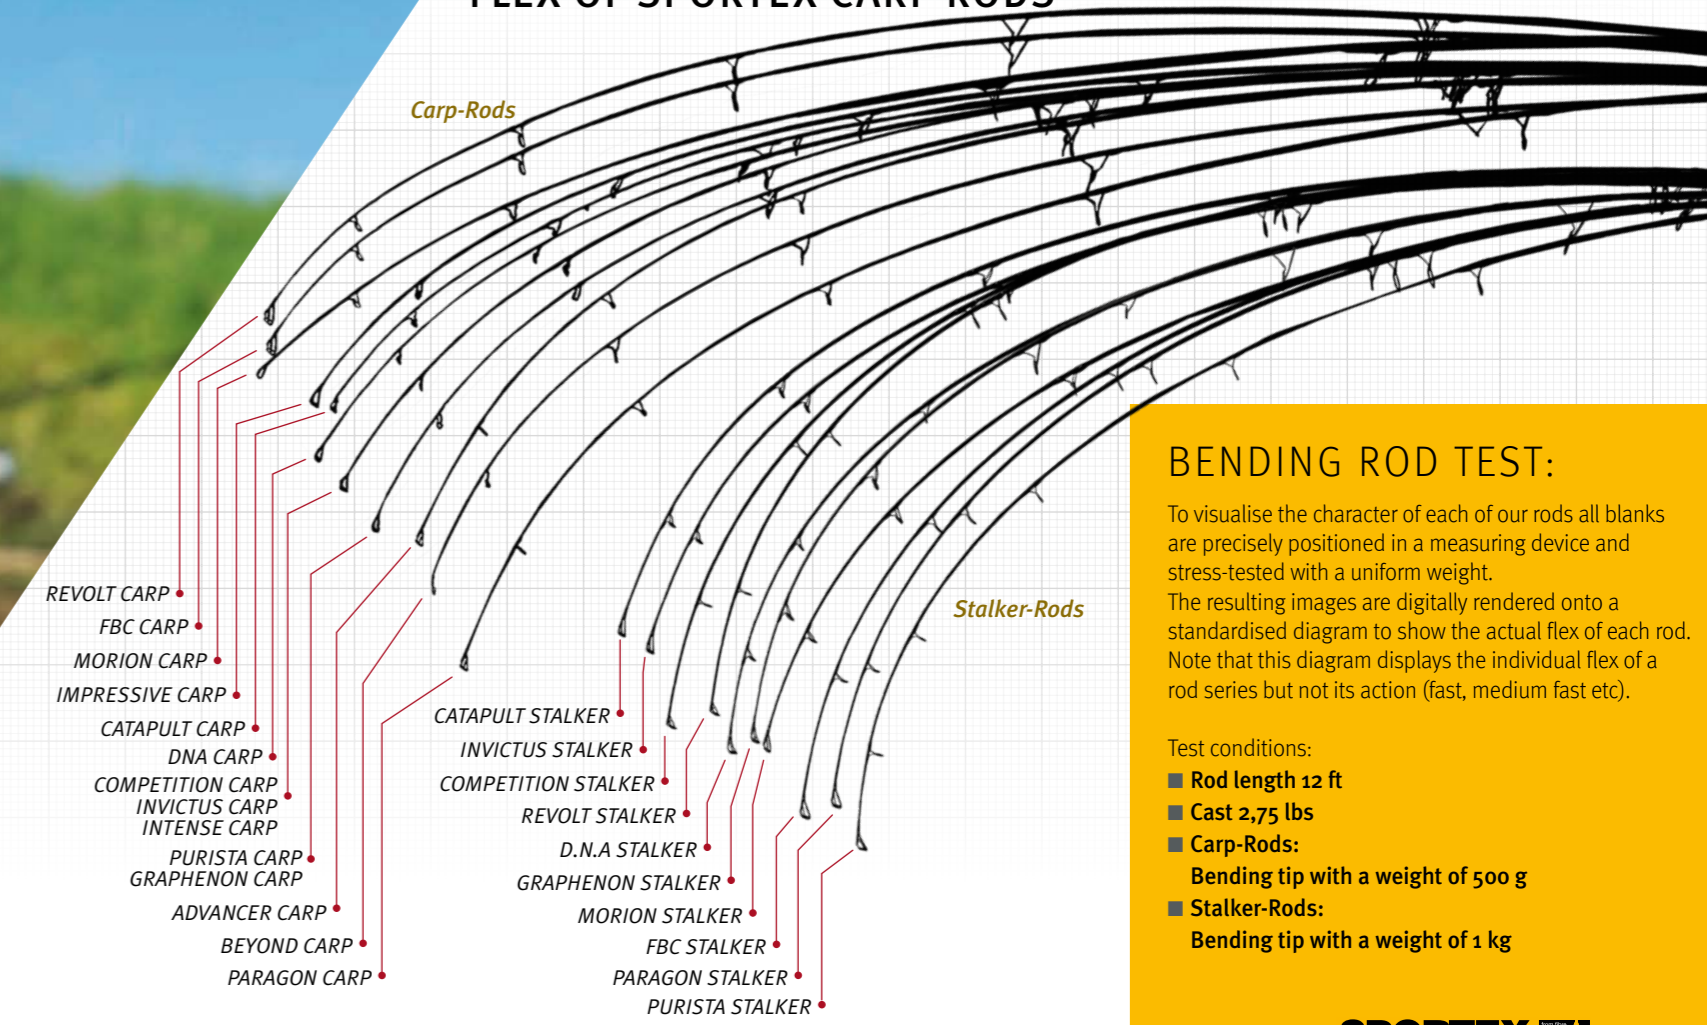 FLEX OF SPORTEX CARP RODS
Carp-Rods
REVOLT CARP
FBC CARP
MORION CARP
IMPRESSIVE CARP
CATAPULT CARP
DNA CARP
COMPETITION CARP
INVICTUS CARP
INTENSE CARP
PURISTA CARP
GRAPHENON CARP
ADVANCER CARP
BEYOND CARP
PARAGON CARP
Stalker-Rods
CATAPULT STALKER
INVICTUS STALKER
COMPETITION STALKER
REVOLT STALKER
D.N.A STALKER
GRAPHENON STALKER
MORION STALKER
FBC STALKER
PARAGON STALKER
PURISTA STALKER
BENDING ROD TEST:
To visualise the character of each of our rods all blanks
are precisely positioned in a measuring device and
stress-tested with a uniform weight.
The resulting images are digitally rendered onto a
standardised diagram to show the actual flex of each rod.
Note that this diagram displays the individual flex of a
rod series but not its action (fast, medium fast etc).
Test conditions:
Rod length 12 ft
Cast 2,75 lbs
Carp-Rods:
Bending tip with a weight of 500 g
Stalker-Rods:
Bending tip with a weight of 1 kg